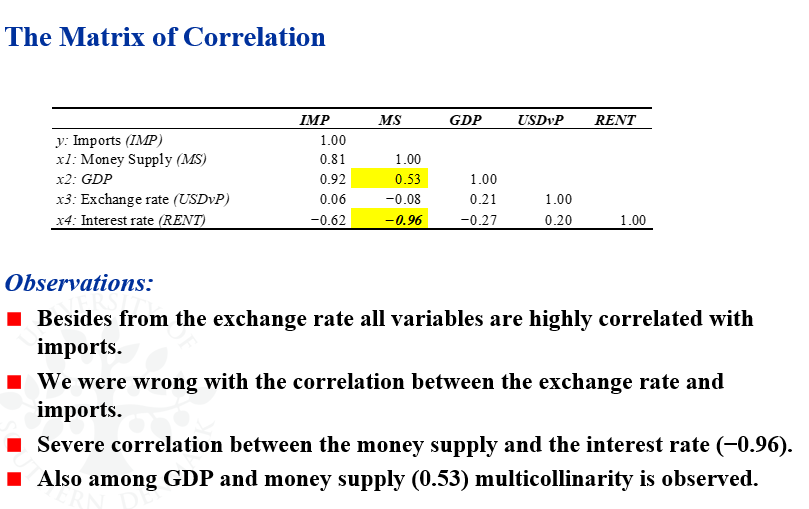 The Matrix of Correlation
IMP MS GDP USDvP RENT
y: Imports (IMP) 1.00
x1: Money Supply (MS) 0.81 1.00
x2: GDP 0.92 0.53 1.00
x3: Exchange rate (USDvP) 0.06 −0.08 0.21 1.00
x4: Interest rate (RENT) −0.62 −0.96 −0.27 0.20 1.00
Observations:
Besides from the exchange rate all variables are highly correlated with
imports.
We were wrong with the correlation between the exchange rate and
imports.
Severe correlation between the money supply and the interest rate (−0.96).
Also among GDP and money supply (0.53) multicollinarity is observed.